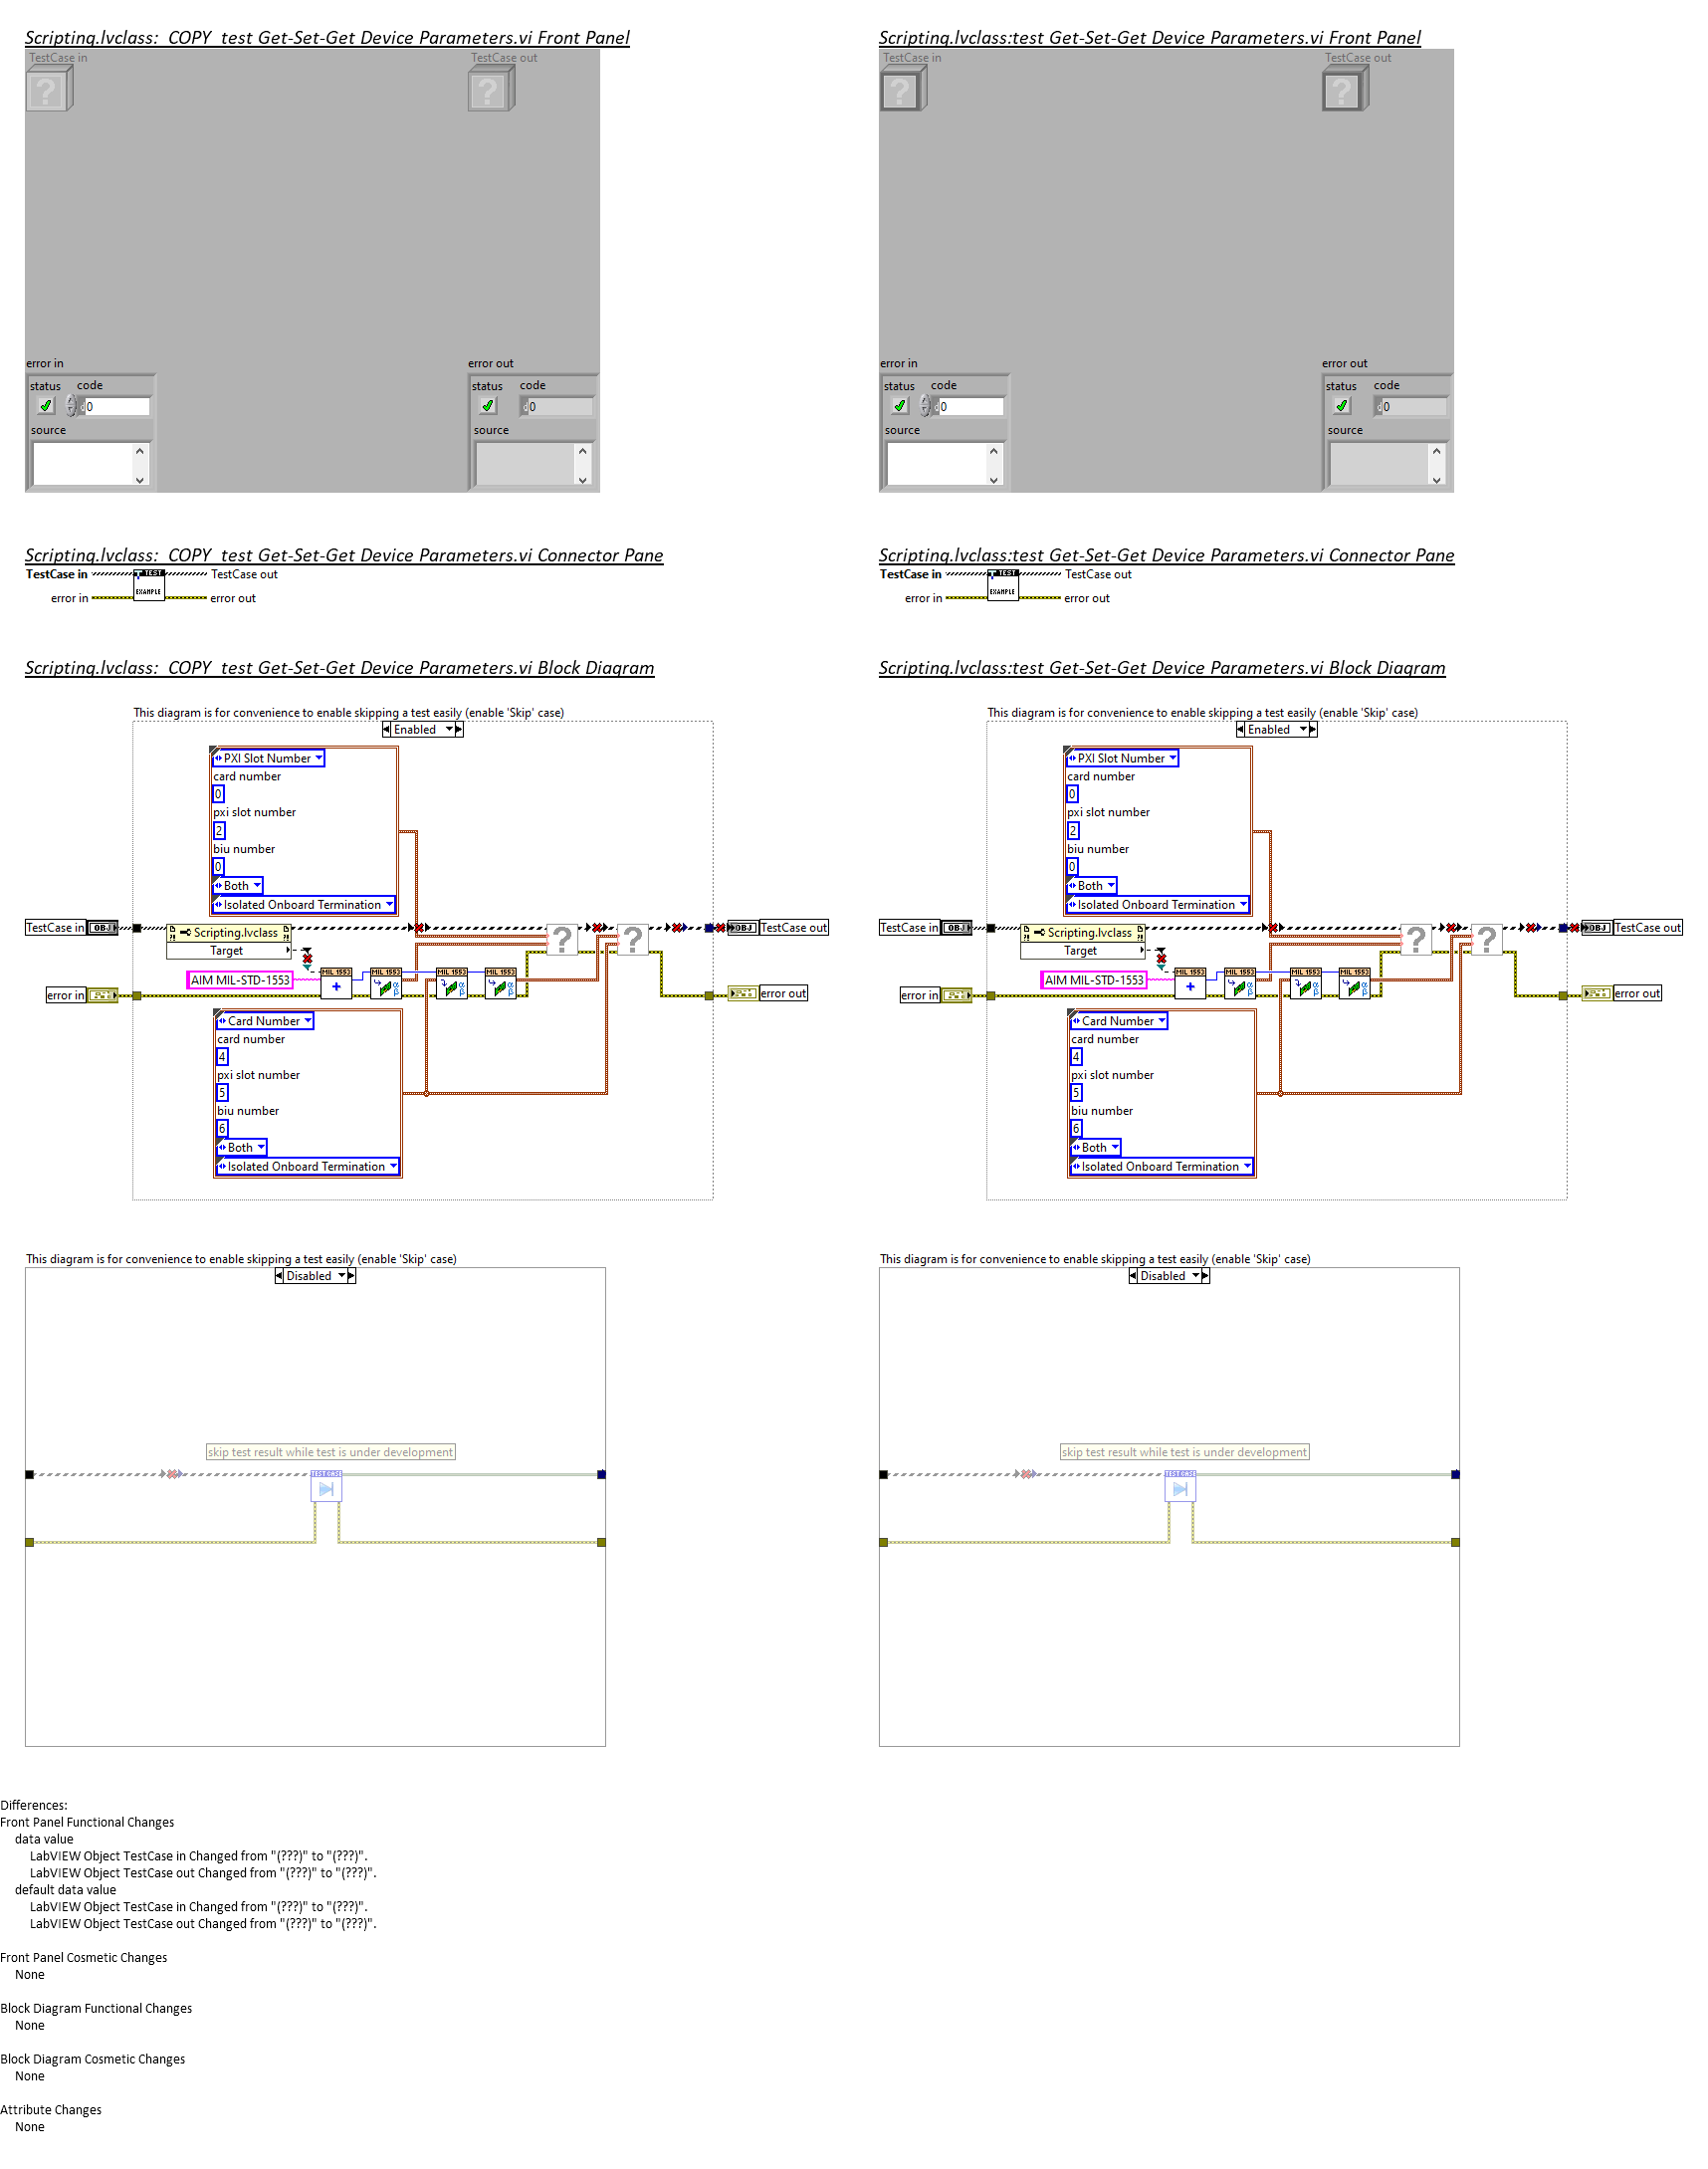 Scripting.lvclass:_COPY_test Get-Set-Get Device Parameters.vi Front Panel
TestCase in
TestCase out
error in
error out
status code
status code
0
0
source
source
Scripting.lvclass:test Get-Set-Get Device Parameters.vi Front Panel
TestCase in
TestCase out
error in
error out
status code
status code
0
0
source
source
Scripting.lvclass:_COPY_test Get-Set-Get Device Parameters.vi Connector Pane
TestCase in
TEST
TestCase out
error in
EXAMPLE
error out
Scripting.lvclass:test Get-Set-Get Device Parameters.vi Connector Pane
TestCase in
TEST
TestCase out
error in
EXAMPLE
error out
Scripting.lvclass:_COPY_test Get-Set-Get Device Parameters.vi Block Diagram
This diagram is for convenience to enable skipping a test easily (enable 'Skip' case)
Enabled
PXI Slot Number
card number
0
pxi slot number
2
biu number
0
Both
Isolated Onboard Termination
TestCase in
OBJ
Scripting.lvclass
Target
?
?
OBJ
TestCase out
AIM MIL-STD-1553
MIL 1553
MIL 1553
MIL 1553
MIL 1553
error in
error out
Card Number
card number
4
pxi slot number
5
biu number
6
Both
Isolated Onboard Termination
This diagram is for convenience to enable skipping a test easily (enable 'Skip' case)
Disabled
skip test result while test is under development
TEST CASE
Scripting.lvclass:test Get-Set-Get Device Parameters.vi Block Diagram
This diagram is for convenience to enable skipping a test easily (enable 'Skip' case)
Enabled
PXI Slot Number
card number
0
pxi slot number
2
biu number
0
Both
Isolated Onboard Termination
TestCase in
OBJ
Scripting.lvclass
Target
?
?
OBJ
TestCase out
AIM MIL-STD-1553
MIL 1553
MIL 1553
MIL 1553
MIL 1553
error in
error out
Card Number
card number
4
pxi slot number
5
biu number
6
Both
Isolated Onboard Termination
This diagram is for convenience to enable skipping a test easily (enable 'Skip' case)
Disabled
skip test result while test is under development
TEST CASE
Differences:
Front Panel Functional Changes
data value
LabVIEW Object TestCase in Changed from "(???)" to "(???)".
LabVIEW Object TestCase out Changed from "(???)" to "(???)".
default data value
LabVIEW Object TestCase in Changed from "(???)" to "(???)".
LabVIEW Object TestCase out Changed from "(???)" to "(???)".
Front Panel Cosmetic Changes
None
Block Diagram Functional Changes
None
Block Diagram Cosmetic Changes
None
Attribute Changes
None